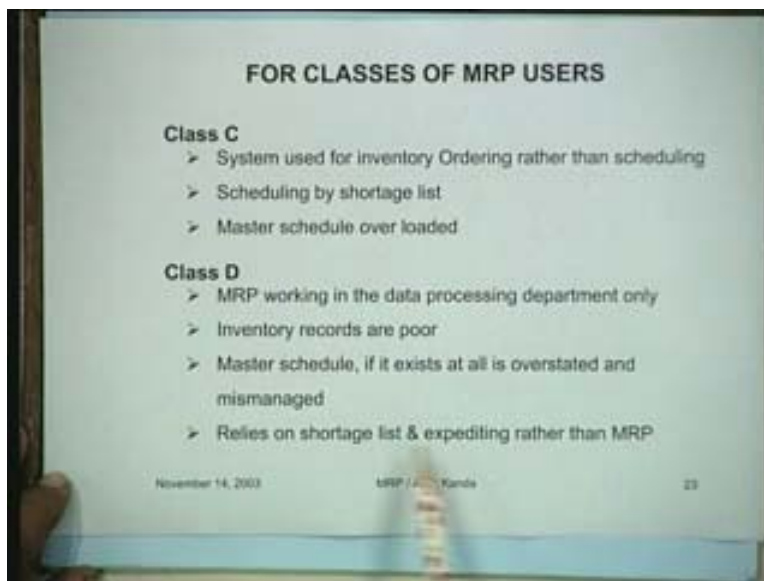 FOR CLASSES OF MRP USERS
Class C
➢ System used for inventory Ordering rather than scheduling
➢ Scheduling by shortage list
➢ Master schedule over loaded
Class D
➢ MRP working in the data processing department only
➢ Inventory records are poor
➢ Master schedule, if it exists at all is overstated and
mismanaged
➢ Relies on shortage list & expediting rather than MRP
November 14, 2003 MRP / Kanda 23